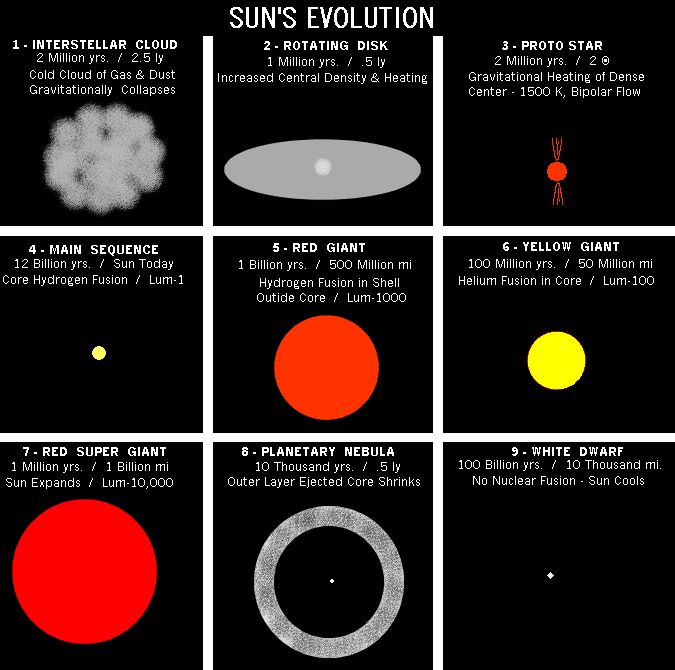 SUN'S EVOLUTION
1 - INTERSTELLAR CLOUD
2 Million yrs. / 2.5 ly
Cold Cloud of Gas & Dust
Gravitationally Collapses
2 - ROTATING DISK
1 Million yrs. / .5 ly
Increased Central Density & Heating
3 - PROTO STAR
2 Million yrs. / 2 ⊙
Gravitational Heating of Dense
Center - 1500 K, Bipolar Flow
4 - MAIN SEQUENCE
12 Billion yrs. / Sun Today
Core Hydrogen Fusion / Lum-1
5 - RED GIANT
1 Billion yrs. / 500 Million mi
Hydrogen Fusion in Shell
Outide Core / Lum-1000
6 - YELLOW GIANT
100 Million yrs. / 50 Million mi
Helium Fusion in Core / Lum-100
7 - RED SUPER GIANT
1 Million yrs. / 1 Billion mi
Sun Expands / Lum-10,000
8 - PLANETARY NEBULA
10 Thousand yrs. / .5 ly
Outer Layer Ejected Core Shrinks
9 - WHITE DWARF
100 Billion yrs. / 10 Thousand mi.
No Nuclear Fusion - Sun Cools